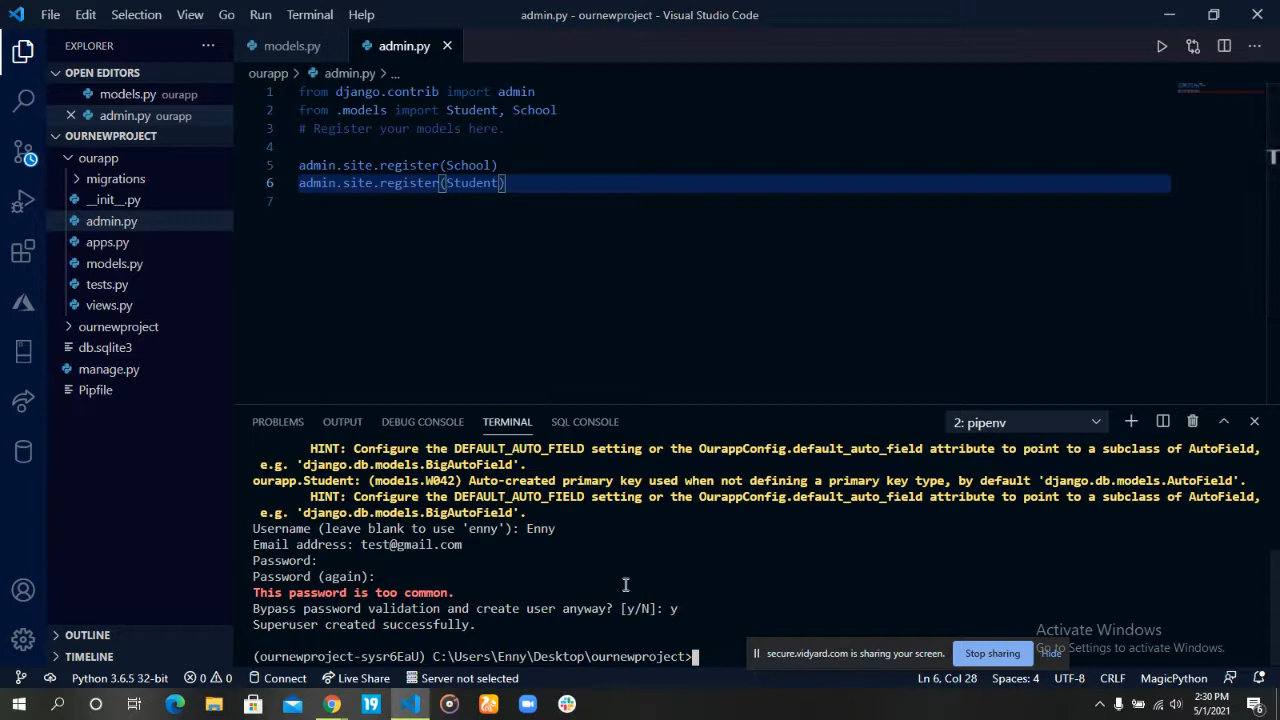 File Edit Selection View Go Run Terminal Help
admin.py - ournewproject - Visual Studio Code
EXPLORER
OPEN EDITORS
models.py ourapp
admin.py ourapp
OURNEWPROJECT
ourapp
migrations
__init__.py
admin.py
apps.py
models.py
tests.py
views.py
ournewproject
db.sqlite3
manage.py
Pipfile
OUTLINE
TIMELINE
models.py admin.py
ourapp > admin.py > ...
1 from django.contrib import admin
2 from .models import Student, School
3 # Register your models here.
4
5 admin.site.register(School)
6 admin.site.register(Student)
7
PROBLEMS OUTPUT DEBUG CONSOLE TERMINAL SQL CONSOLE
2: pipenv
HINT: Configure the DEFAULT_AUTO_FIELD setting or the OurappConfig.default_auto_field attribute to point to a subclass of AutoField,
e.g. 'django.db.models.BigAutoField'.
ourapp.Student: (models.W042) Auto-created primary key used when not defining a primary key type, by default 'django.db.models.AutoField'.
HINT: Configure the DEFAULT_AUTO_FIELD setting or the OurappConfig.default_auto_field attribute to point to a subclass of AutoField,
e.g. 'django.db.models.BigAutoField'.
Username (leave blank to use 'enny'): Enny
Email address: test@gmail.com
Password:
Password (again):
This password is too common.
Bypass password validation and create user anyway? [y/N]: y
Superuser created successfully.
(ournewproject-sysr6EaU) C:\Users\Enny\Desktop\ournewproject>
Activate Windows
Go to Settings to activate Windows.
secure.vidyard.com is sharing your screen. Stop sharing Hide
Python 3.6.5 32-bit 0 0 Connect Live Share Server not selected
Ln 6, Col 28 Spaces: 4 UTF-8 CRLF MagicPython
19
2:30 PM
5/1/2021
6